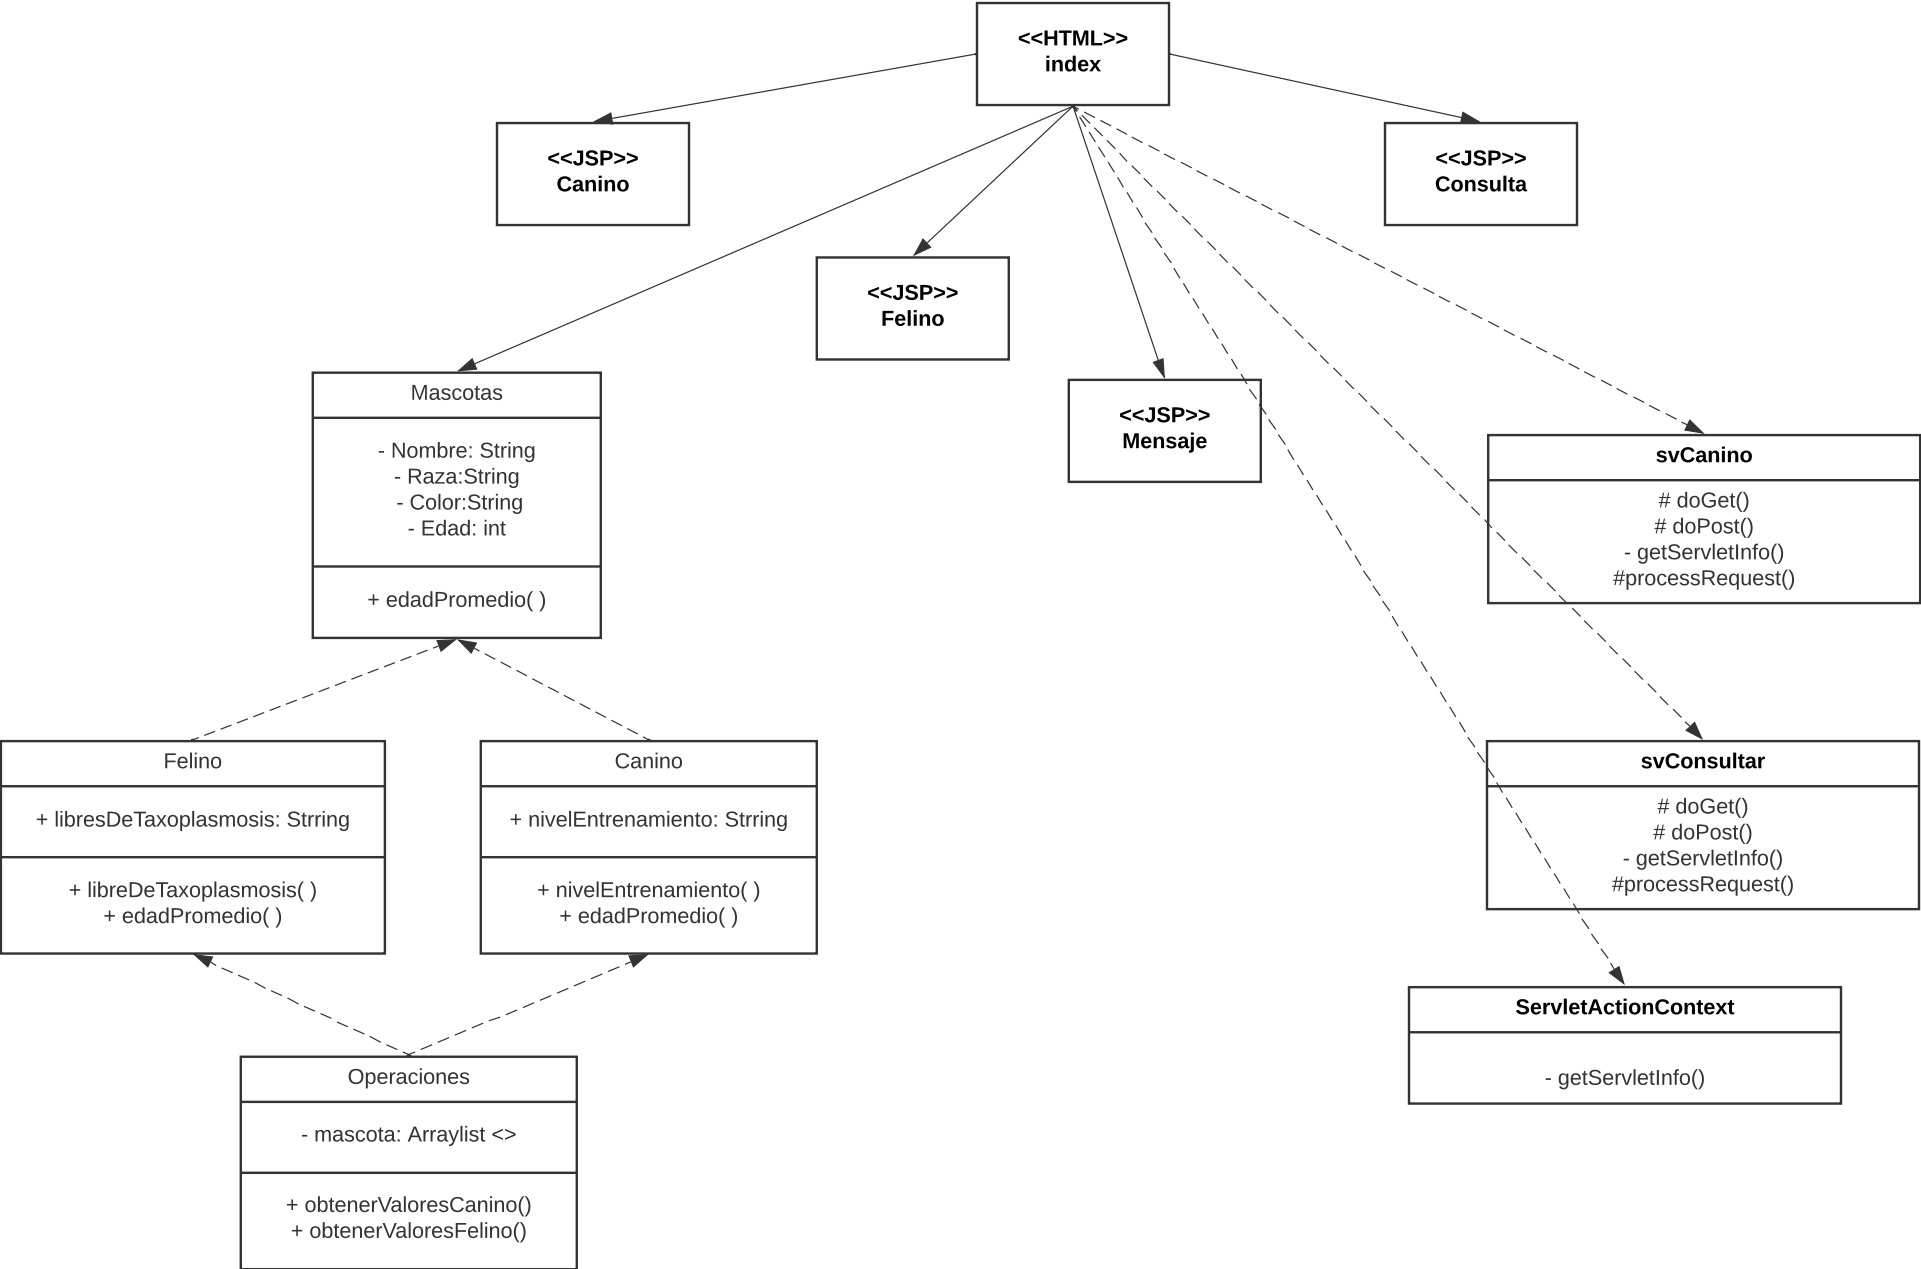 <<HTML>>
index
<<JSP>>
Canino
<<JSP>>
Consulta
<<JSP>>
Felino
<<JSP>>
Mensaje
Mascotas
- Nombre: String
- Raza:String
- Color:String
- Edad: int
+ edadPromedio( )
svCanino
# doGet()
# doPost()
- getServletInfo()
#processRequest()
Felino
+ libresDeTaxoplasmosis: Strring
+ libreDeTaxoplasmosis( )
+ edadPromedio( )
Canino
+ nivelEntrenamiento: Strring
+ nivelEntrenamiento( )
+ edadPromedio( )
svConsultar
# doGet()
# doPost()
- getServletInfo()
#processRequest()
ServletActionContext
- getServletInfo()
Operaciones
- mascota: Arraylist <>
+ obtenerValoresCanino()
+ obtenerValoresFelino()